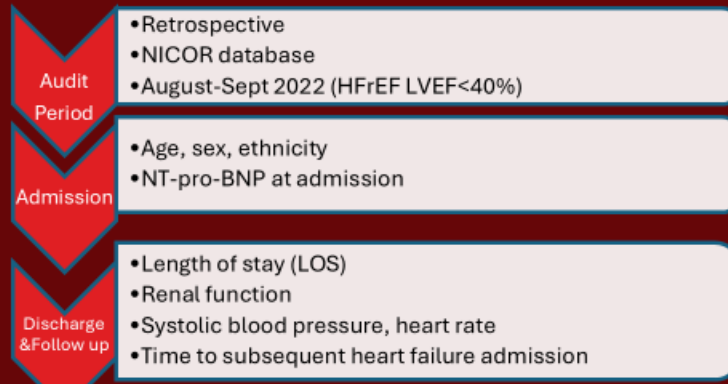 Audit
Period
•Retrospective
•NICOR database
•August-Sept 2022 (HFrEF LVEF<40%)
Admission
•Age, sex, ethnicity
•NT-pro-BNP at admission
Discharge
&Follow up
•Length of stay (LOS)
•Renal function
•Systolic blood pressure, heart rate
•Time to subsequent heart failure admission